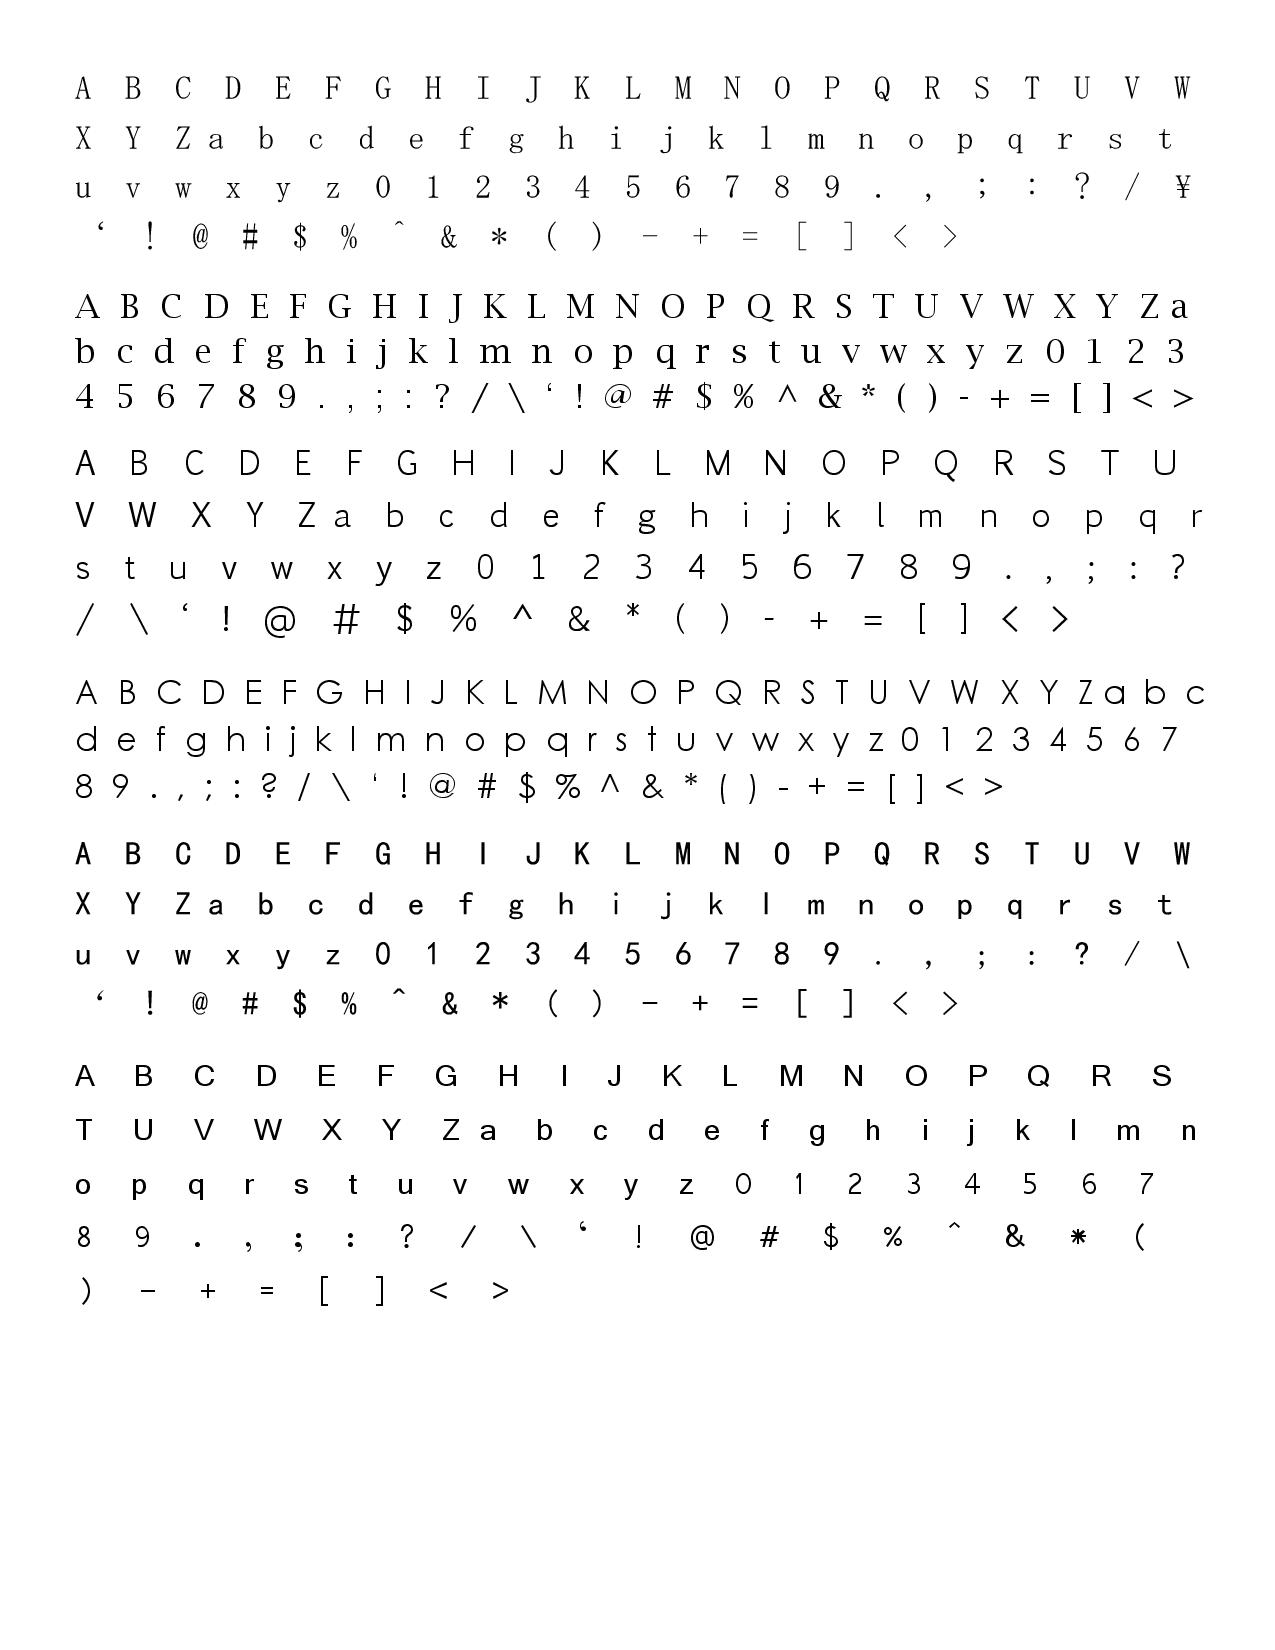 A B C D E F G H I J K L M N O P Q R S T U V W
X Y Z a b c d e f g h i j k l m n o p q r s t
u v w x y z 0 1 2 3 4 5 6 7 8 9 . , ; : ? / ¥
‘ ! @ # $ % ^ & * ( ) - + = [ ] < >
A B C D E F G H I J K L M N O P Q R S T U V W X Y Z a
b c d e f g h i j k l m n o p q r s t u v w x y z 0 1 2 3
4 5 6 7 8 9 . , ; : ? / \ ‘ ! @ # $ % ^ & * ( ) - + = [ ] < >
A B C D E F G H I J K L M N O P Q R S T U
V W X Y Z a b c d e f g h i j k l m n o p q r
s t u v w x y z 0 1 2 3 4 5 6 7 8 9 . , ; : ?
/ \ ‘ ! @ # $ % ^ & * ( ) - + = [ ] < >
A B C D E F G H I J K L M N O P Q R S T U V W X Y Z a b c
d e f g h i j k l m n o p q r s t u v w x y z 0 1 2 3 4 5 6 7
8 9 . , ; : ? / \ ‘ ! @ # $ % ^ & * ( ) - + = [ ] < >
A B C D E F G H I J K L M N O P Q R S T U V W
X Y Z a b c d e f g h i j k l m n o p q r s t
u v w x y z 0 1 2 3 4 5 6 7 8 9 . , ; : ? / \
‘ ! @ # $ % ^ & * ( ) - + = [ ] < >
A B C D E F G H I J K L M N O P Q R S
T U V W X Y Z a b c d e f g h i j k l m n
o p q r s t u v w x y z 0 1 2 3 4 5 6 7
8 9 . , ; : ? / \ ‘ ! @ # $ % ^ & * (
) - + = [ ] < >